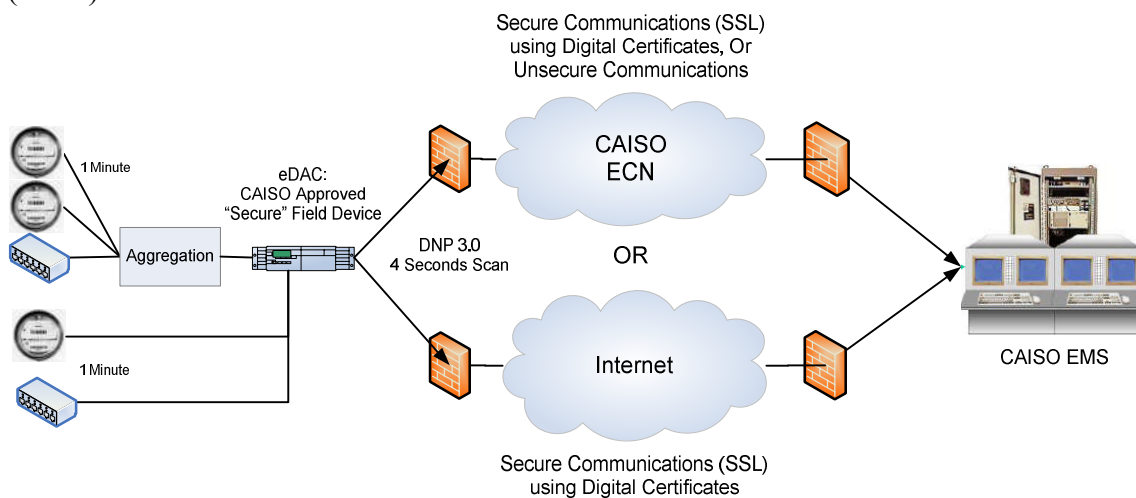 Secure Communications (SSL)
using Digital Certificates, Or
Unsecure Communications
CAISO
ECN
1 Minute
eDAC:
CAISO Approved
“Secure” Field Device
Aggregation
DNP 3.0
4 Seconds Scan
OR
1 Minute
Internet
CAISO EMS
Secure Communications (SSL)
using Digital Certificates